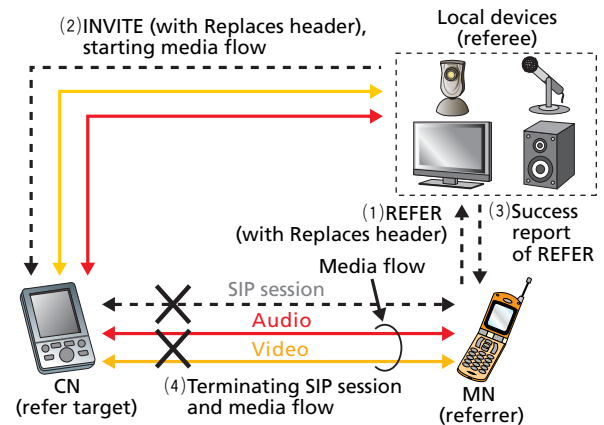 (2)INVITE (with Replaces header),
starting media flow
Local devices
(referee)
(1)REFER
(with Replaces header)
(3)Success
report
of REFER
Media flow
SIP session
Audio
Video
CN
(refer target)
(4)Terminating SIP session
and media flow
MN
(referrer)